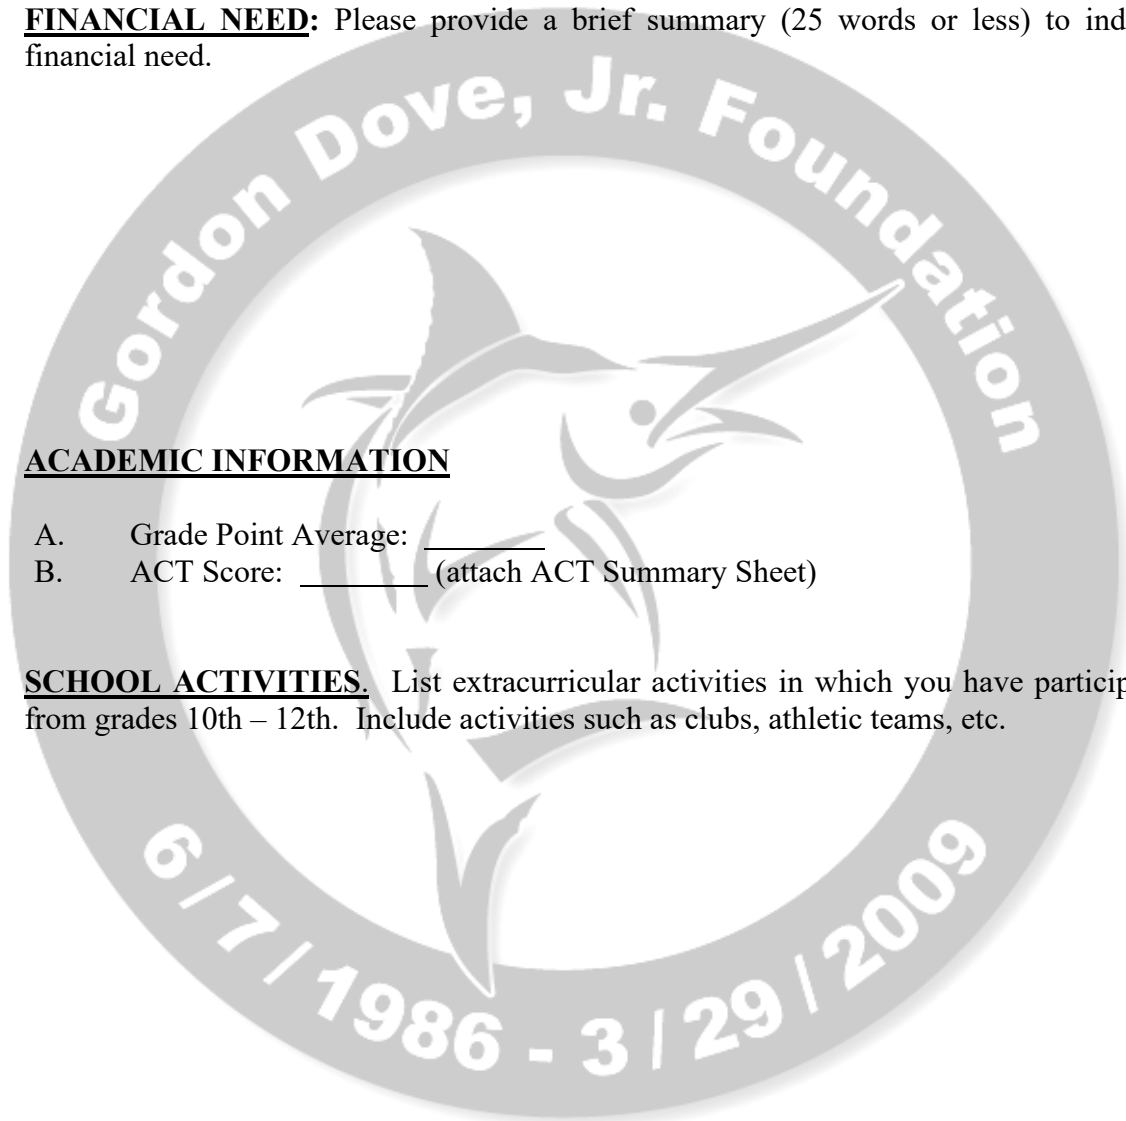 FINANCIAL NEED: Please provide a brief summary (25 words or less) to ind
financial need.
Gordon Dove, Jr. Foundation
ACADEMIC INFORMATION
A. Grade Point Average: ______
B. ACT Score: ______ (attach ACT Summary Sheet)
SCHOOL ACTIVITIES. List extracurricular activities in which you have particip
from grades 10th – 12th. Include activities such as clubs, athletic teams, etc.
6 / 7 / 1986 - 3 / 29 / 2009